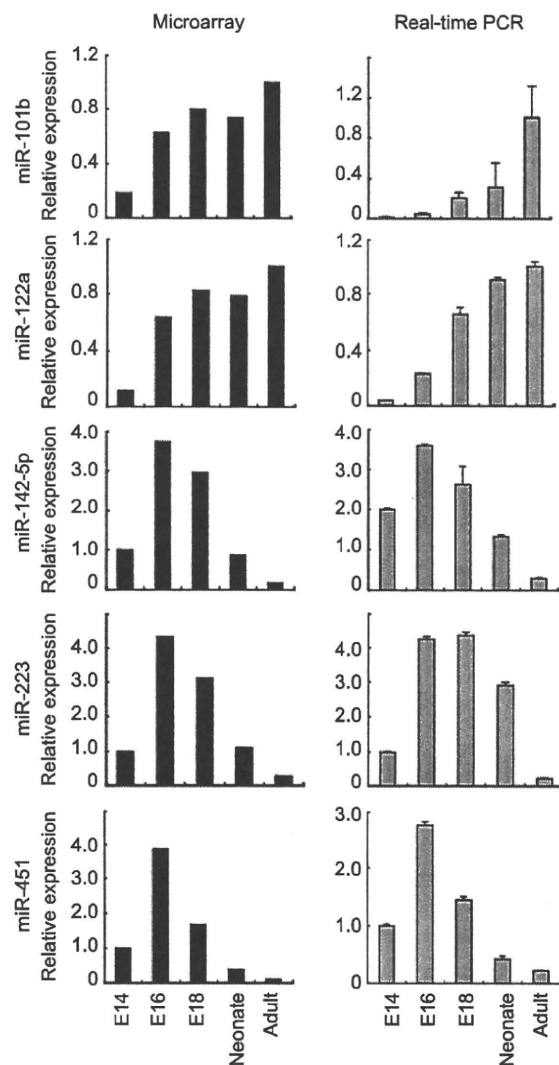 Microarray
Real-time PCR
miR-101b
Relative expression
1.2
0.8
0.4
0
1.2
0.8
0.4
0
miR-122a
Relative expression
1.2
0.8
0.4
0
1.2
0.8
0.4
0
miR-142-5p
Relative expression
4.0
3.0
2.0
1.0
0
4.0
3.0
2.0
1.0
0
miR-223
Relative expression
4.0
3.0
2.0
1.0
0
4.0
3.0
2.0
1.0
0
miR-451
Relative expression
4.0
3.0
2.0
1.0
0
3.0
2.0
1.0
0
E14
E16
E18
Neonate
Adult
E14
E16
E18
Neonate
Adult